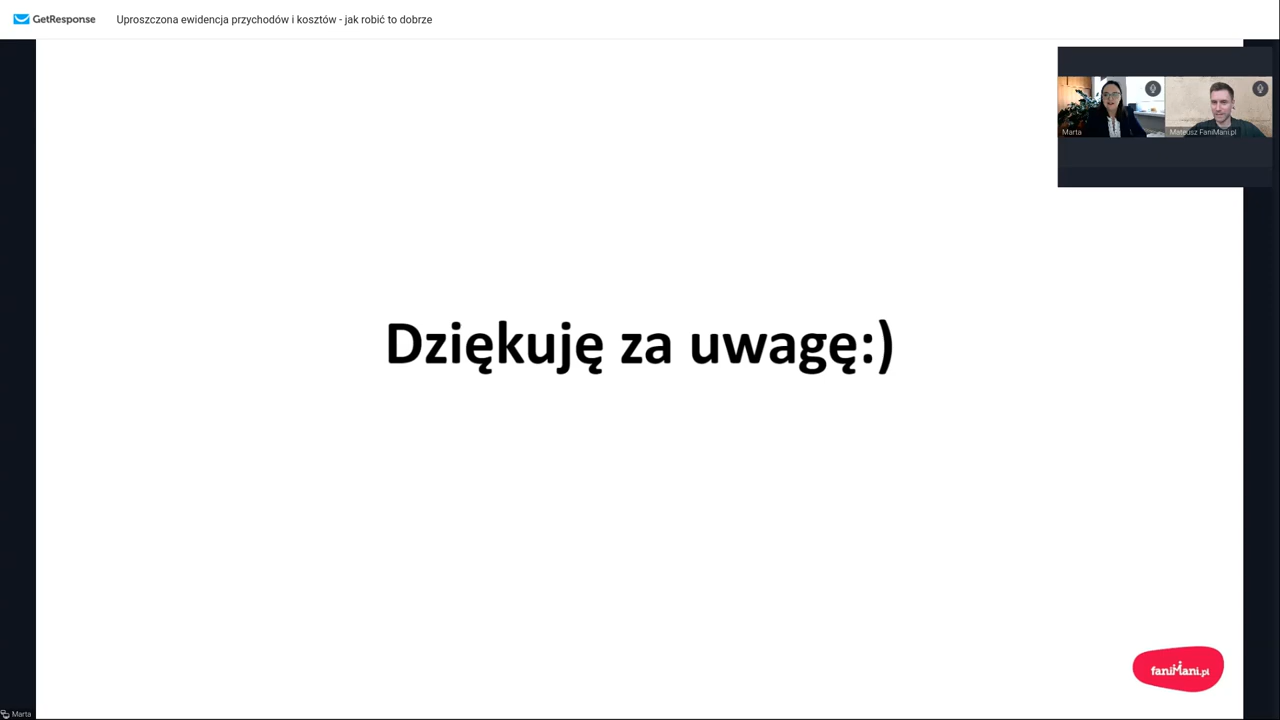 GetResponse
Uproszczona ewidencja przychodów i kosztów - jak robić to dobrze
Marta
Mateusz FaniMani.pl
Dziękuję za uwagę:)
faniMani.pl
Marta